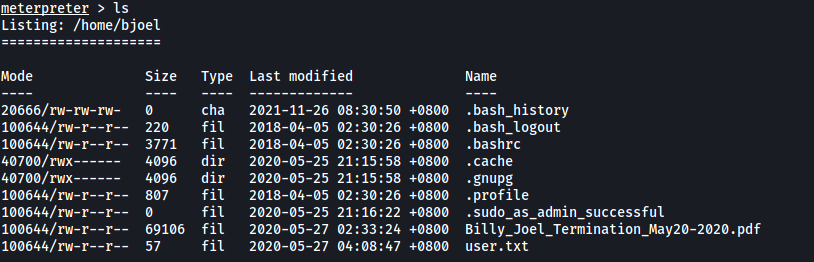 meterpreter > ls
Listing: /home/bjoel
====================

Mode              Size   Type  Last modified              Name
----              ----   ----  -------------              ----
20666/rw-rw-rw-   0      cha   2021-11-26 08:30:50 +0800  .bash_history
100644/rw-r--r--  220    fil   2018-04-05 02:30:26 +0800  .bash_logout
100644/rw-r--r--  3771   fil   2018-04-05 02:30:26 +0800  .bashrc
40700/rwx------   4096   dir   2020-05-25 21:15:58 +0800  .cache
40700/rwx------   4096   dir   2020-05-25 21:15:58 +0800  .gnupg
100644/rw-r--r--  807    fil   2018-04-05 02:30:26 +0800  .profile
100644/rw-r--r--  0      fil   2020-05-25 21:16:22 +0800  .sudo_as_admin_successful
100644/rw-r--r--  69106  fil   2020-05-27 02:33:24 +0800  Billy_Joel_Termination_May20-2020.pdf
100644/rw-r--r--  57     fil   2020-05-27 04:08:47 +0800  user.txt